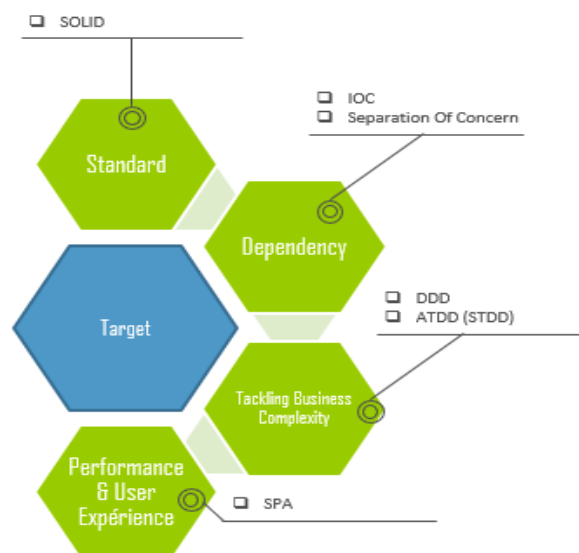 SOLID
Standard
IOC
Separation Of Concern
Dependency
Target
DDD
ATDD (STDD)
Tackling Business
Complexity
Performance
& User
Expérience
SPA